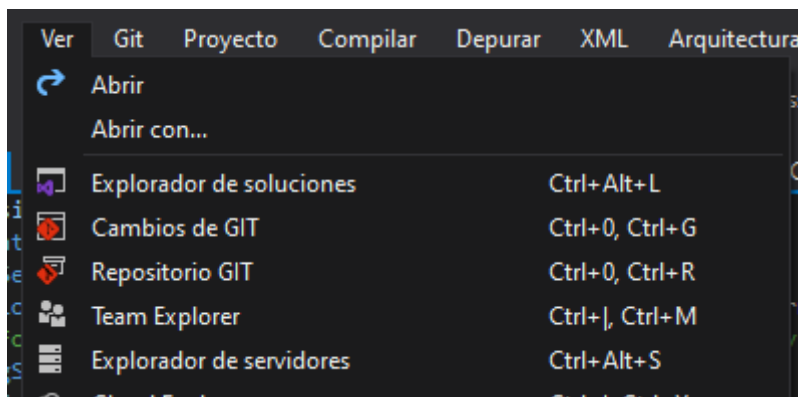 Ver Git Proyecto Compilar Depurar XML Arquitectura
Abrir
Abrir con...
Explorador de soluciones Ctrl+Alt+L
Cambios de GIT Ctrl+0, Ctrl+G
Repositorio GIT Ctrl+0, Ctrl+R
Team Explorer Ctrl+|, Ctrl+M
Explorador de servidores Ctrl+Alt+S